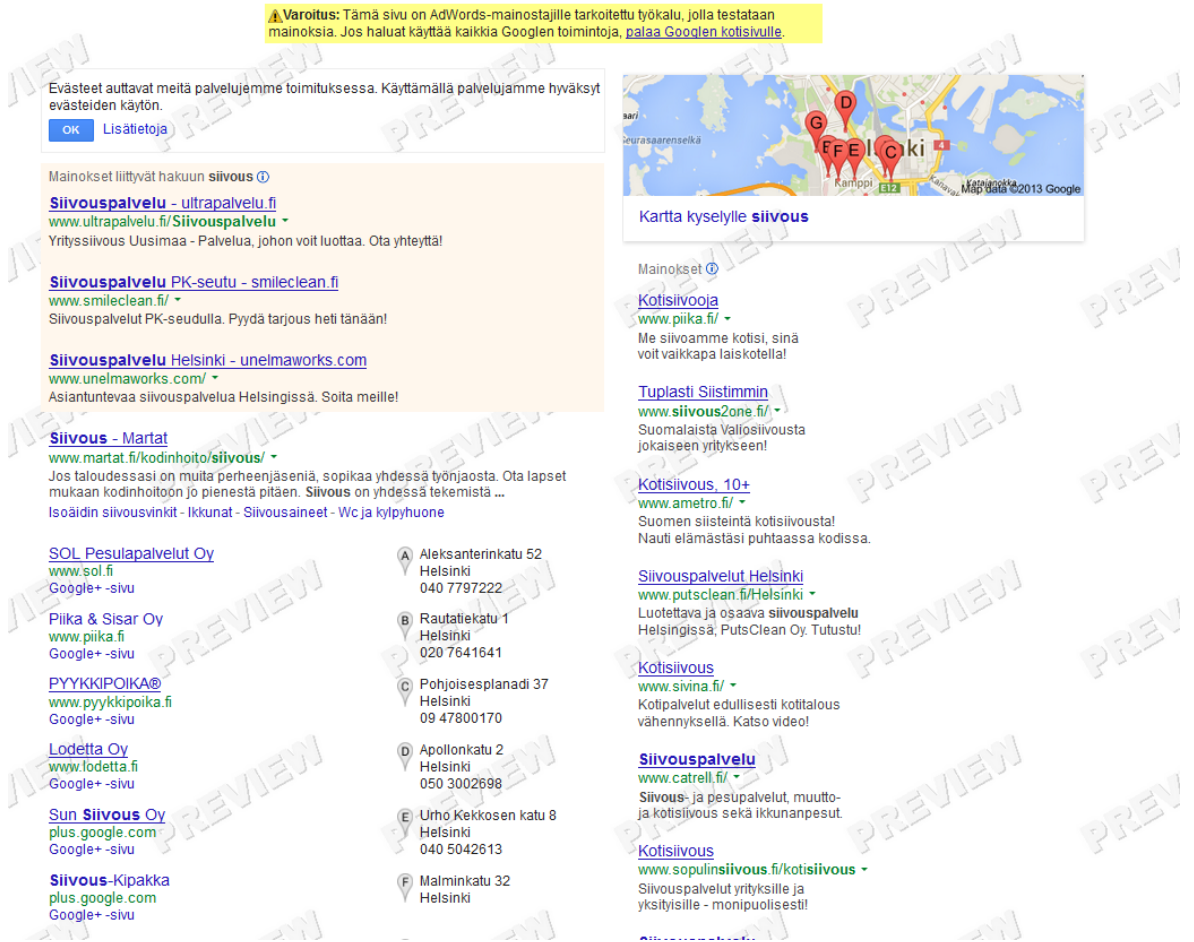 Varoitus: Tämä sivu on AdWords-mainostajille tarkoitettu työkalu, jolla testataan
mainoksia. Jos haluat käyttää kaikkia Googlen toimintoja, palaa Googlen kotisivulle.
Evästeet auttavat meitä palvelujemme toimituksessa. Käyttämällä palvelujamme hyväksyt
evästeiden käytön.
OK Lisätietoja
Mainokset liittyvät hakuun siivous
Siivouspalvelu - ultrapalvelu.fi
www.ultrapalvelu.fi/Siivouspalvelu
Yrityssiivous Uusimaa - Palvelua, johon voit luottaa. Ota yhteyttä!
Siivouspalvelu PK-seutu - smileclean.fi
www.smileclean.fi/
Siivouspalvelut PK-seudulla. Pyydä tarjous heti tänään!
Siivouspalvelu Helsinki - unelmaworks.com
www.unelmaworks.com/
Asiantuntevaa siivouspalvelua Helsingissä. Soita meille!
Siivous - Martat
www.martat.fi/kodinhoito/siivous/
Jos taloudessasi on muita perheenjäseniä, sopikaa yhdessä työnjaosta. Ota lapset
mukaan kodinhoitoon jo pienestä pitäen. Siivous on yhdessä tekemistä ...
Isoäidin siivousvinkit - Ikkunat - Siivousaineet - Wc ja kylpyhuone
SOL Pesulapalvelut Oy
www.sol.fi
Google+ -sivu
A Aleksanterinkatu 52
Helsinki
040 7797222
Piika & Sisar Oy
www.piika.fi
Google+ -sivu
B Rautatiekatu 1
Helsinki
020 7641641
PYYKKIPOIKA®
www.pyykkipoika.fi
Google+ -sivu
C Pohjoisesplanadi 37
Helsinki
09 47800170
Lodetta Oy
www.lodetta.fi
Google+ -sivu
D Apollonkatu 2
Helsinki
050 3002698
Sun Siivous Oy
plus.google.com
Google+ -sivu
E Urho Kekkosen katu 8
Helsinki
040 5042613
Siivous-Kipakka
plus.google.com
Google+ -sivu
F Malminkatu 32
Helsinki
D
G
F E C
4
Seurasaarenselkä
Kamppi
E12
Katajanokka
Map data ©2013 Google
Kartta kyselylle siivous
Mainokset
Kotisiivooja
www.piika.fi/
Me siivoamme kotisi, sinä
voit vaikkapa laiskotella!
Tuplasti Siistimmin
www.siivous2one.fi/
Suomalaista Valiosiivousta
jokaiseen yritykseen!
Kotisiivous, 10+
www.ametro.fi/
Suomen siisteintä kotisiivousta!
Nauti elämästäsi puhtaassa kodissa.
Siivouspalvelut Helsinki
www.putsclean.fi/Helsinki
Luotettava ja osaava siivouspalvelu
Helsingissä, PutsClean Oy. Tutustu!
Kotisiivous
www.sivina.fi/
Kotipalvelut edullisesti kotitalous
vähennyksellä. Katso video!
Siivouspalvelu
www.catrell.fi/
Siivous- ja pesupalvelut, muutto-
ja kotisiivous sekä ikkunanpesut.
Kotisiivous
www.sopulinsiivous.fi/kotisiivous
Siivouspalvelut yrityksille ja
yksityisille - monipuolisesti!
PREVIEW